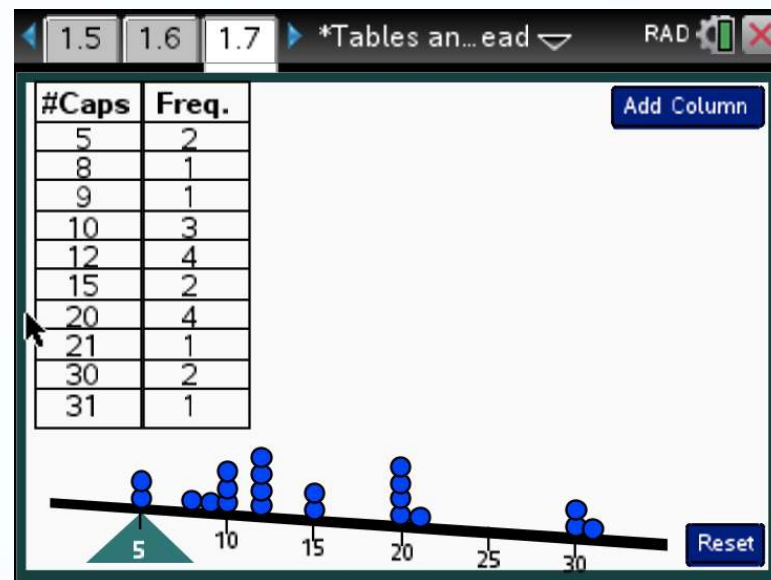 1.5 1.6 1.7 *Tables an…ead RAD
Add Column
#Caps Freq.
5 2
8 1
9 1
10 3
12 4
15 2
20 4
21 1
30 2
31 1
5 10 15 20 25 30
Reset